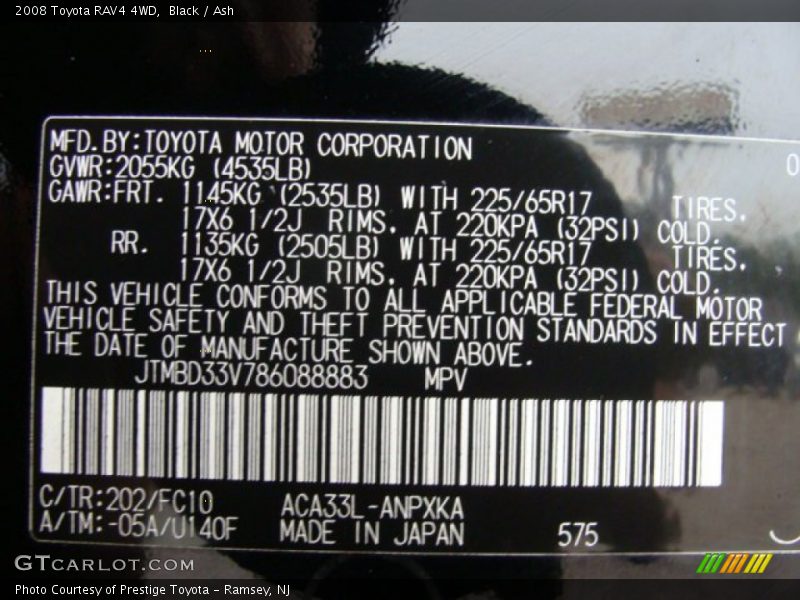 2008 Toyota RAV4 4WD, Black / Ash
MFD.BY:TOYOTA MOTOR CORPORATION
GVWR:2055KG (4535LB)
GAWR:FRT. 1145KG (2535LB) WITH 225/65R17 TIRES.
17X6 1/2J RIMS. AT 220KPA (32PSI) COLD.
RR. 1135KG (2505LB) WITH 225/65R17 TIRES.
17X6 1/2J RIMS. AT 220KPA (32PSI) COLD.
THIS VEHICLE CONFORMS TO ALL APPLICABLE FEDERAL MOTOR
VEHICLE SAFETY AND THEFT PREVENTION STANDARDS IN EFFECT
THE DATE OF MANUFACTURE SHOWN ABOVE.
JTMBD33V786088883 MPV
C/TR:202/FC10 ACA33L-ANPXKA
A/TM:-05A/U140F MADE IN JAPAN 575
GTCARLOT.COM
Photo Courtesy of Prestige Toyota - Ramsey, NJ